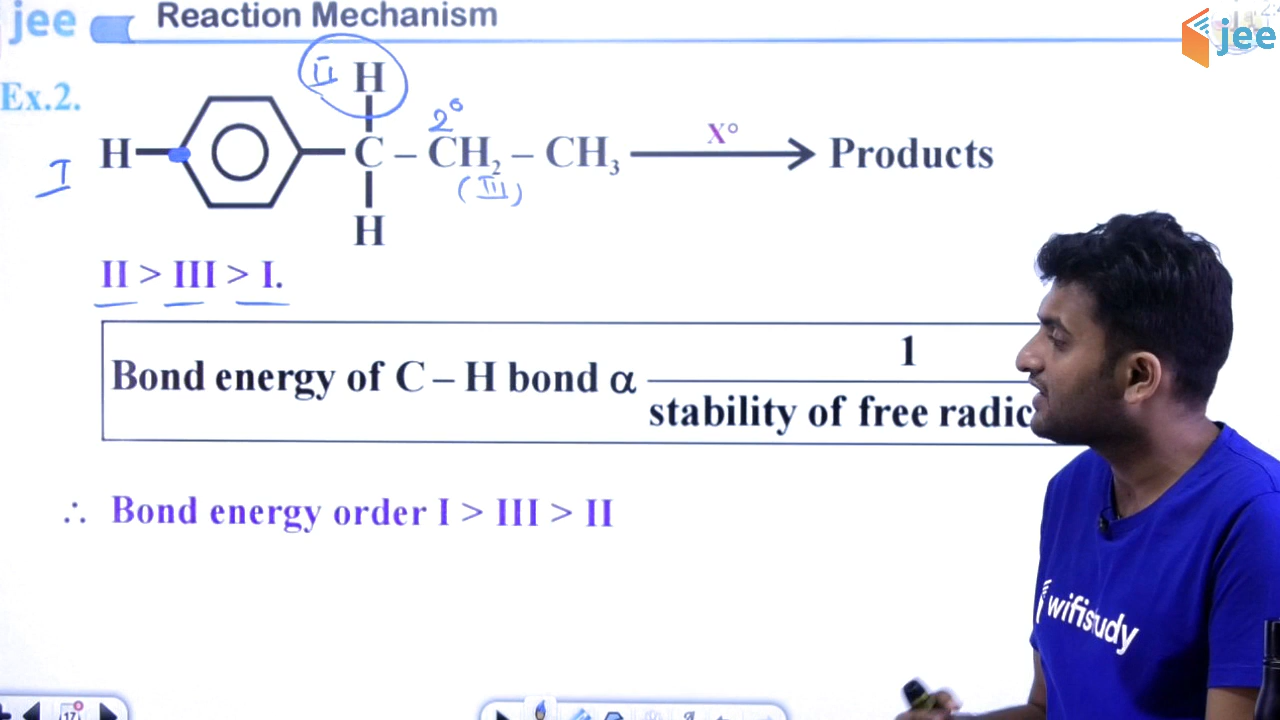 jee Reaction Mechanism jee
Ex.2.
II H
2°
I H C – CH2 – CH3 X° Products
(III)
H
II > III > I.
1
Bond energy of C – H bond α
stability of free radic
∴ Bond energy order I > III > II
wifistudy
17